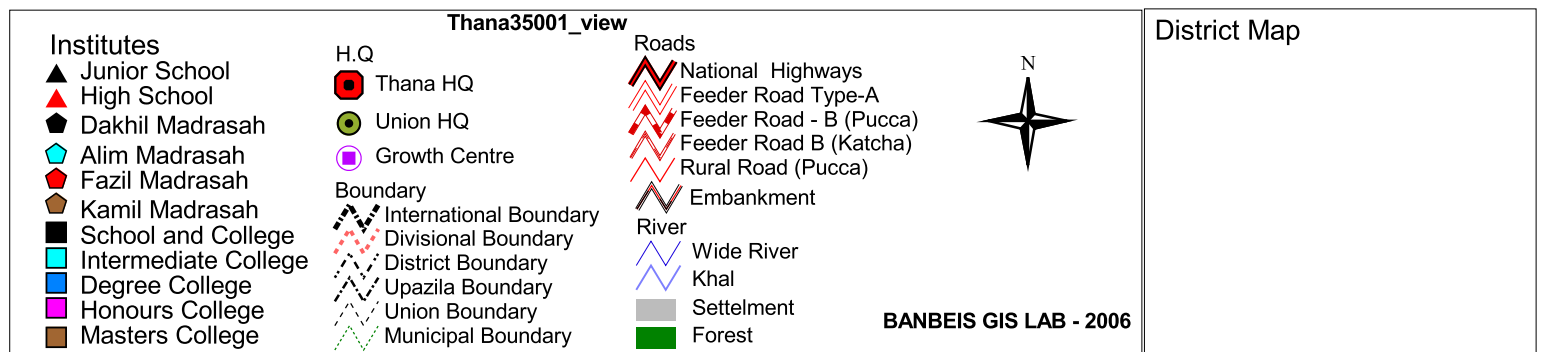 Thana35001_view
Institutes
Junior School
High School
Dakhil Madrasah
Alim Madrasah
Fazil Madrasah
Kamil Madrasah
School and College
Intermediate College
Degree College
Honours College
Masters College
H.Q
Thana HQ
Union HQ
Growth Centre
Boundary
International Boundary
Divisional Boundary
District Boundary
Upazila Boundary
Union Boundary
Municipal Boundary
Roads
National Highways
Feeder Road Type-A
Feeder Road - B (Pucca)
Feeder Road B (Katcha)
Rural Road (Pucca)
Embankment
River
Wide River
Khal
Settelment
Forest
N
BANBEIS GIS LAB - 2006
District Map